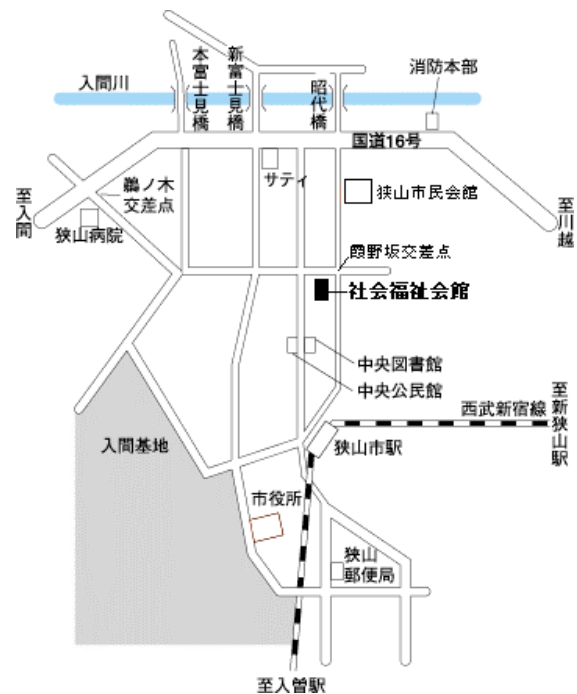 入間川
本富士見橋
新富士見橋
昭代橋
消防本部
国道16号
至入間
鵜ノ木
交差点
サティ
狭山市民会館
至川越
狭山病院
霞野坂交差点
社会福祉会館
中央図書館
中央公民館
西武新宿線
至新狭山駅
入間基地
狭山市駅
市役所
狭山
郵便局
至入曽駅